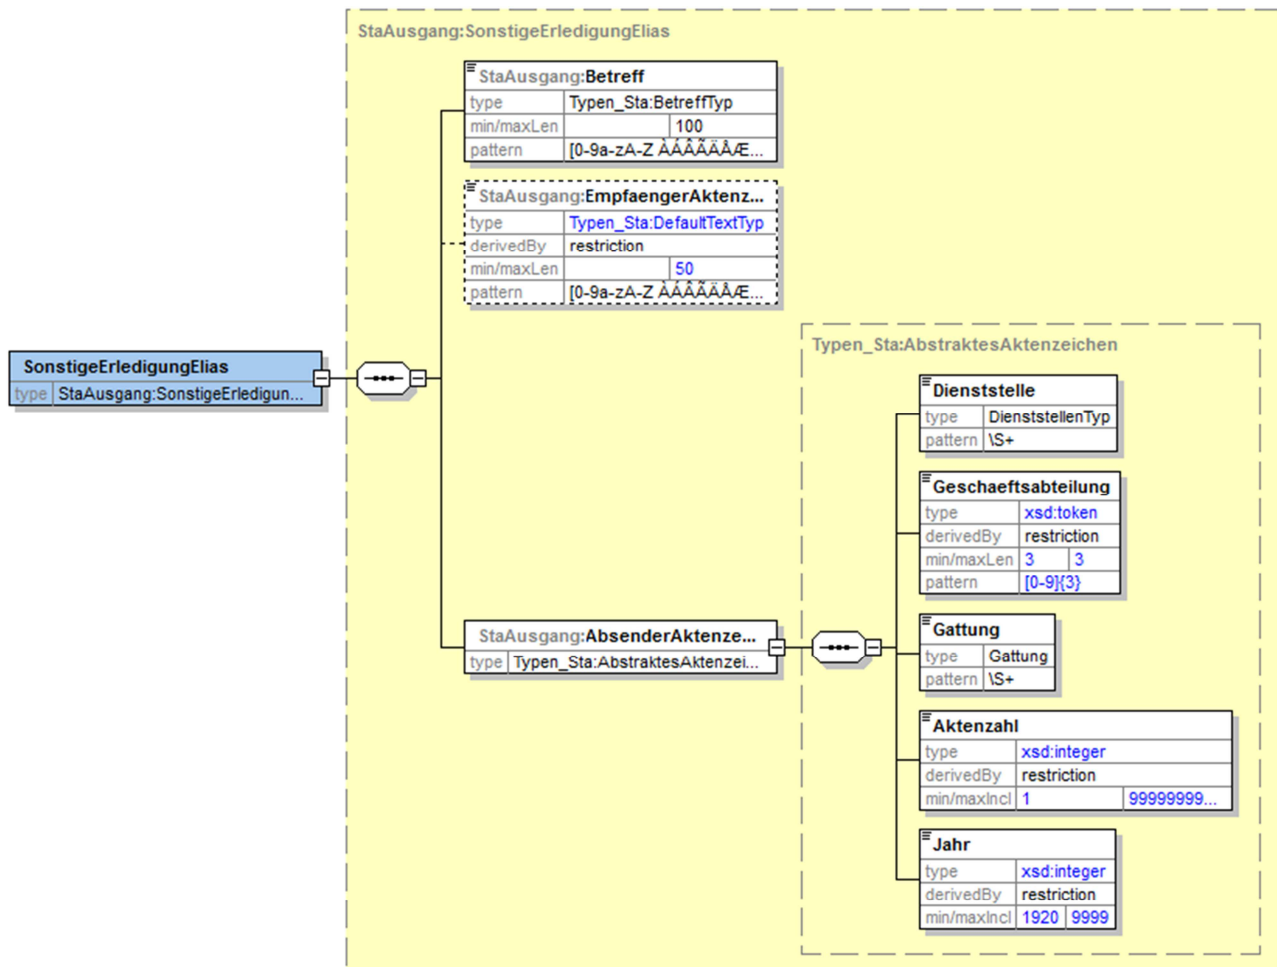 StaAusgang:SonstigeErledigungElias
StaAusgang:Betreff
type Typen_Sta:BetreffTyp
min/maxLen 100
pattern [0-9a-zA-Z ÀÁÂÃÄÅÆ...
StaAusgang:EmpfaengerAktenz...
type Typen_Sta:DefaultTextTyp
derivedBy restriction
min/maxLen 50
pattern [0-9a-zA-Z ÀÁÂÃÄÅÆ...
SonstigeErledigungElias
type StaAusgang:SonstigeErledigun...
StaAusgang:AbsenderAktenze...
type Typen_Sta:AbstraktesAktenzei...
Typen_Sta:AbstraktesAktenzeichen
Dienststelle
type DienststellenTyp
pattern \S+
Geschaeftsabteilung
type xsd:token
derivedBy restriction
min/maxLen 3 3
pattern [0-9]{3}
Gattung
type Gattung
pattern \S+
Aktenzahl
type xsd:integer
derivedBy restriction
min/maxIncl 1 99999999...
Jahr
type xsd:integer
derivedBy restriction
min/maxIncl 1920 9999